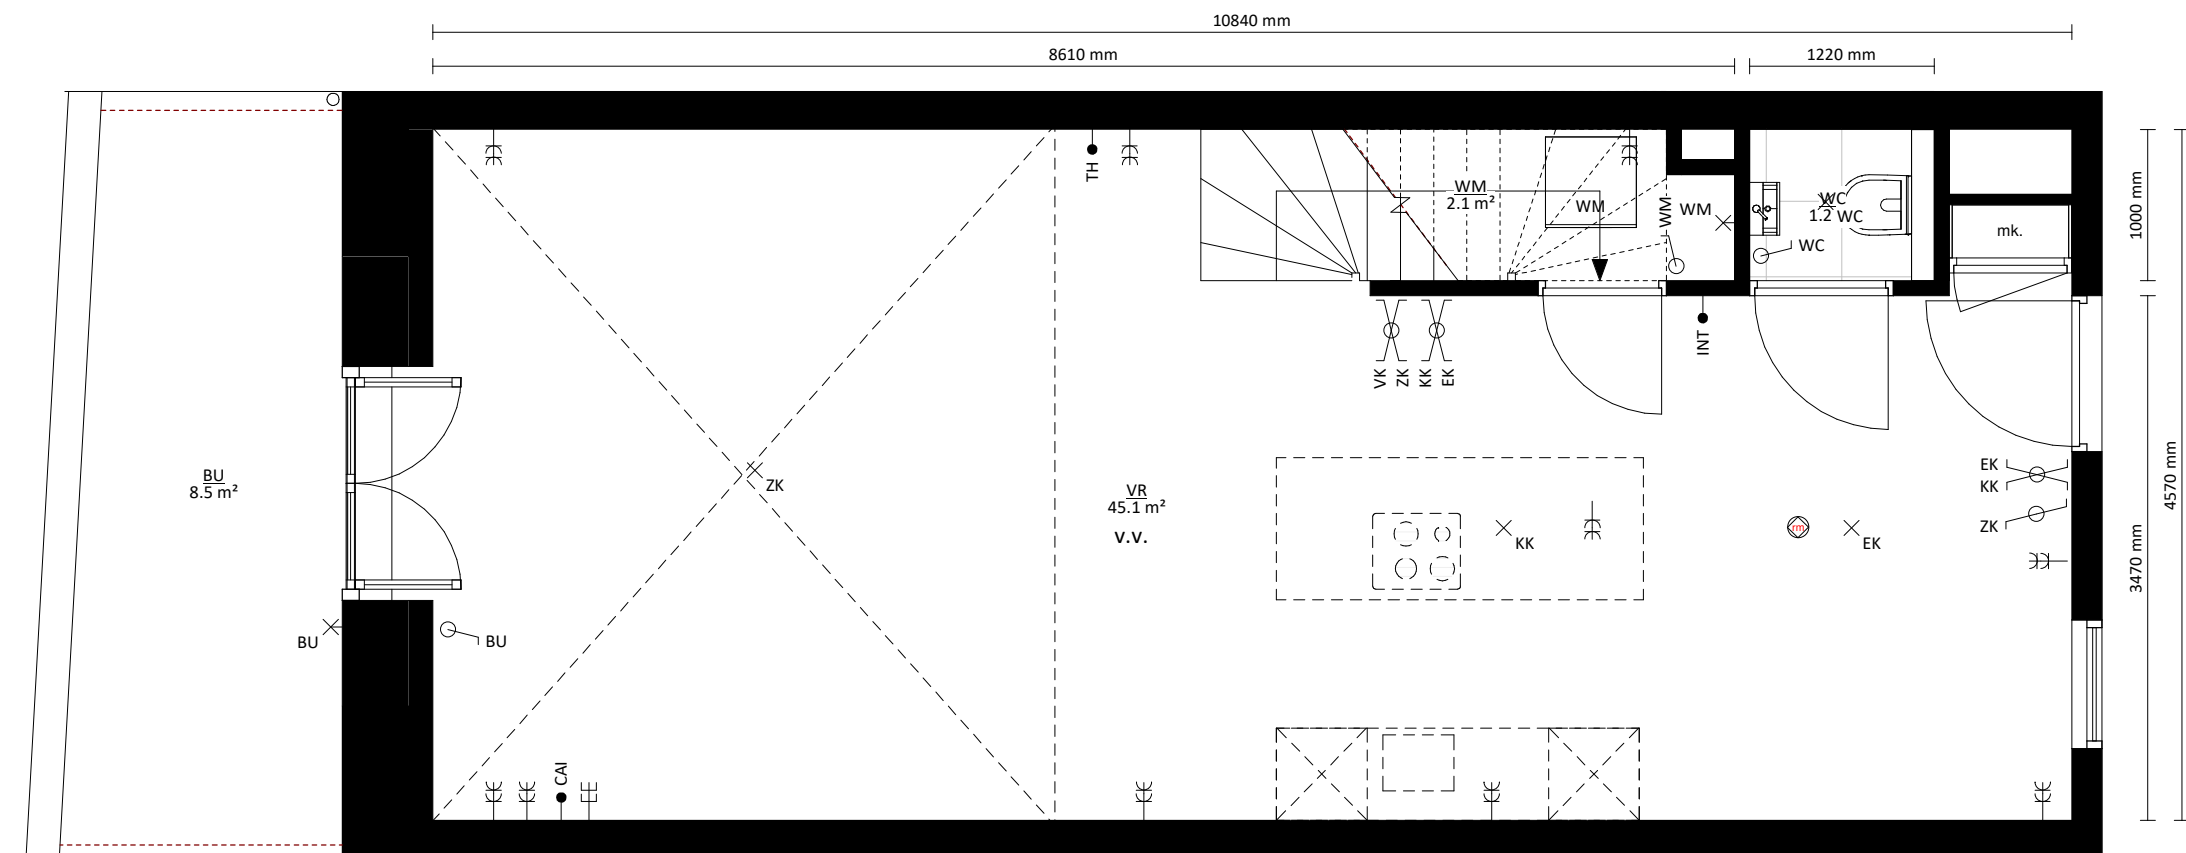 10840 mm
8610 mm
1220 mm
TH
WM
2.1 m²
WM
WM
WM
WC
1.2
WC
WC
mk.
1000 mm
INT
VK
ZK
KK
EK
BU
8.5 m²
ZK
VR
45.1 m²
v.v.
KK
rm
EK
EK
KK
ZK
4570 mm
3470 mm
BU
BU
CAI